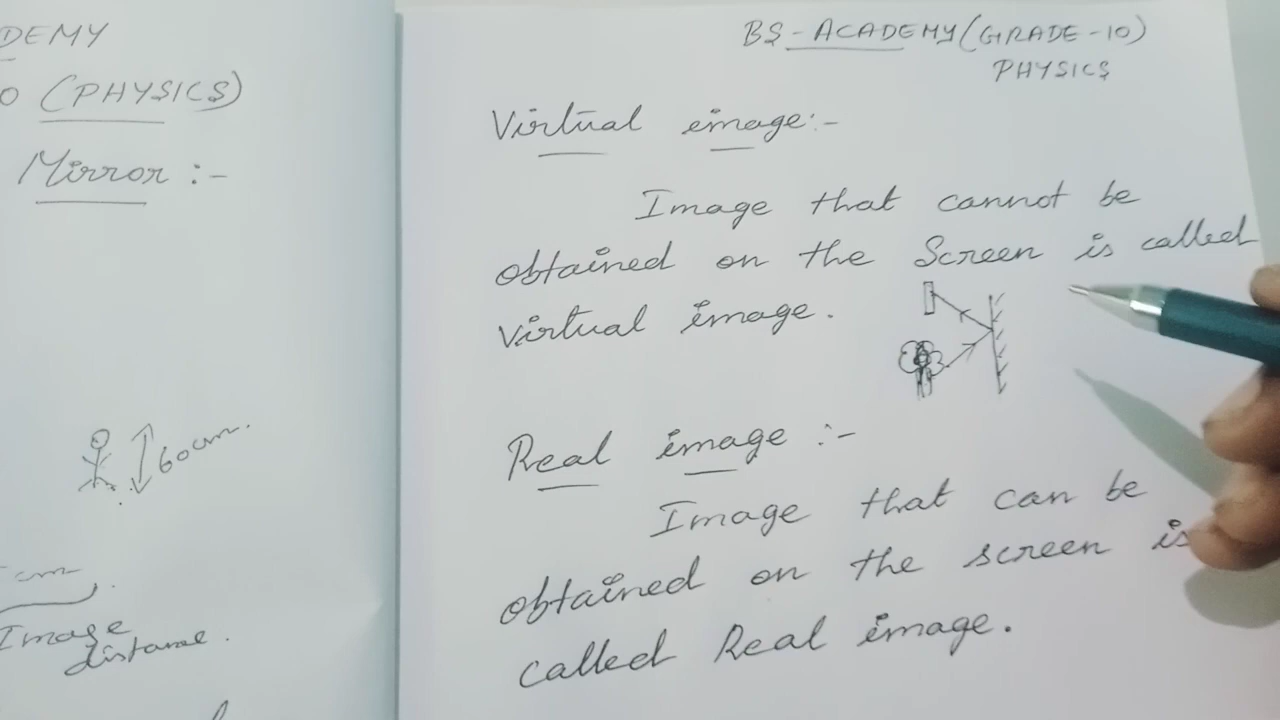 DEMY
(PHYSICS)
Mirror :-
60cm.
cm
Image
distance.
BS-ACADEMY (GRADE-10)
PHYSICS
Virtual image:-
Image that cannot be
obtained on the Screen is called
virtual image.
Real image :-
Image that can be
obtained on the screen is
called Real image.